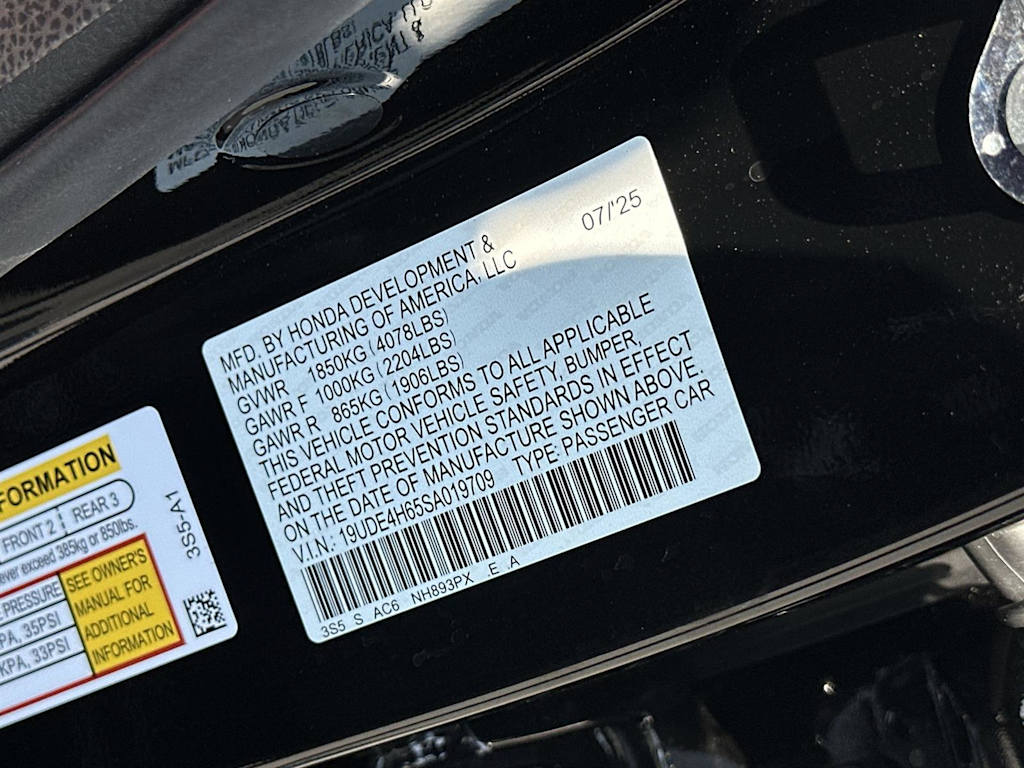 07/'25
MFD. BY HONDA DEVELOPMENT &
MANUFACTURING OF AMERICA, LLC
GVWR 1850KG (4078LBS)
GAWR F 1000KG (2204LBS)
GAWR R 865KG (1906LBS)
THIS VEHICLE CONFORMS TO ALL APPLICABLE
FEDERAL MOTOR VEHICLE SAFETY, BUMPER,
AND THEFT PREVENTION STANDARDS IN EFFECT
ON THE DATE OF MANUFACTURE SHOWN ABOVE.
V.I.N.: 19UDE4H65SA019709 TYPE: PASSENGER CAR
3S5 S AC6 NH893PX .E .A
FORMATION
FRONT 2 REAR 3
ever exceed 385kg or 850lbs.
PRESSURE
KPA, 35PSI
KPA, 33PSI
SEE OWNER'S
MANUAL FOR
ADDITIONAL
INFORMATION
3S5-A1